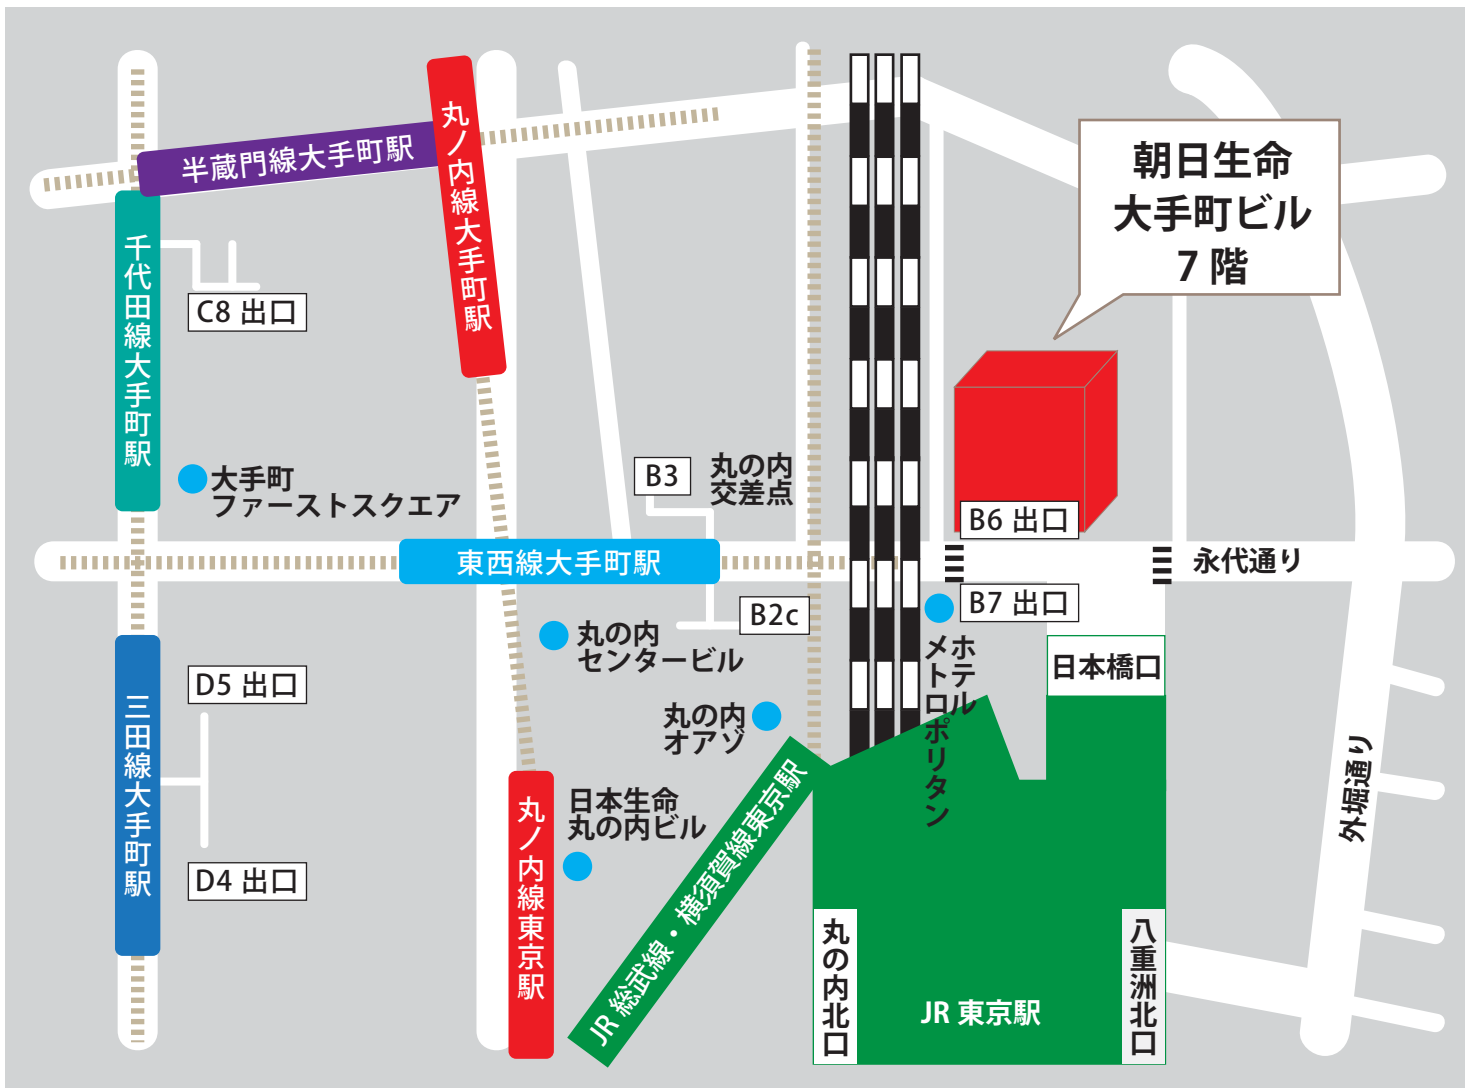 朝日生命
大手町ビル
7 階
半蔵門線大手町駅
丸ノ内線大手町駅
千代田線大手町駅
C8 出口
大手町
ファーストスクエア
B3
丸の内
交差点
B6 出口
東西線大手町駅
永代通り
B2c
B7 出口
丸の内
センタービル
ホテル
メトロポリタン
日本橋口
D5 出口
三田線大手町駅
丸の内
オアゾ
外堀通り
日本生命
丸の内ビル
D4 出口
丸ノ内線東京駅
JR 総武線・横須賀線東京駅
丸の内北口
JR 東京駅
八重洲北口